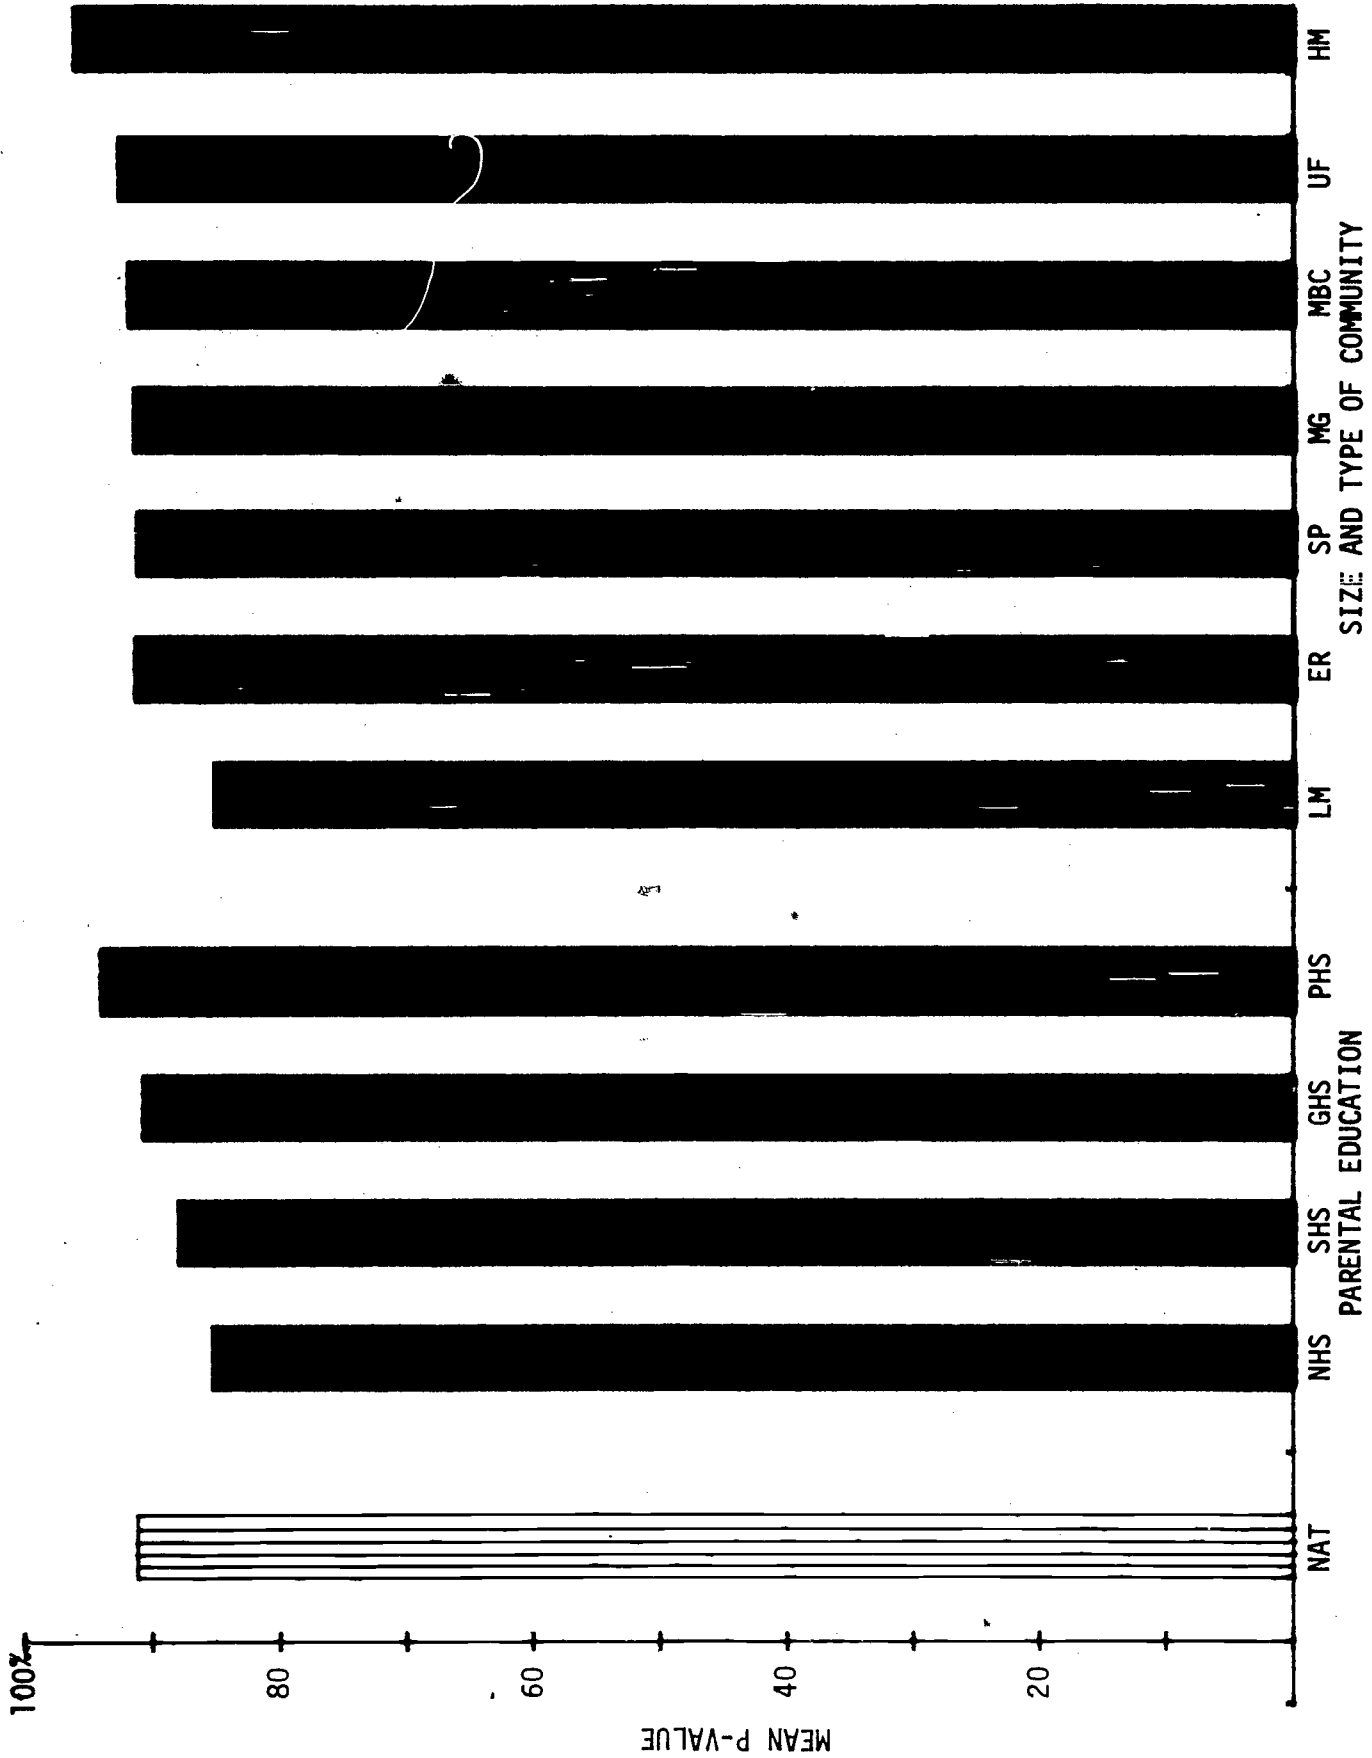 100%
80
60
40
20
MEAN P-VALUE
NAT
NHS SHS GHS PHS
PARENTAL EDUCATION
LM ER SP MG MBC UF HM
SIZE AND TYPE OF COMMUNITY